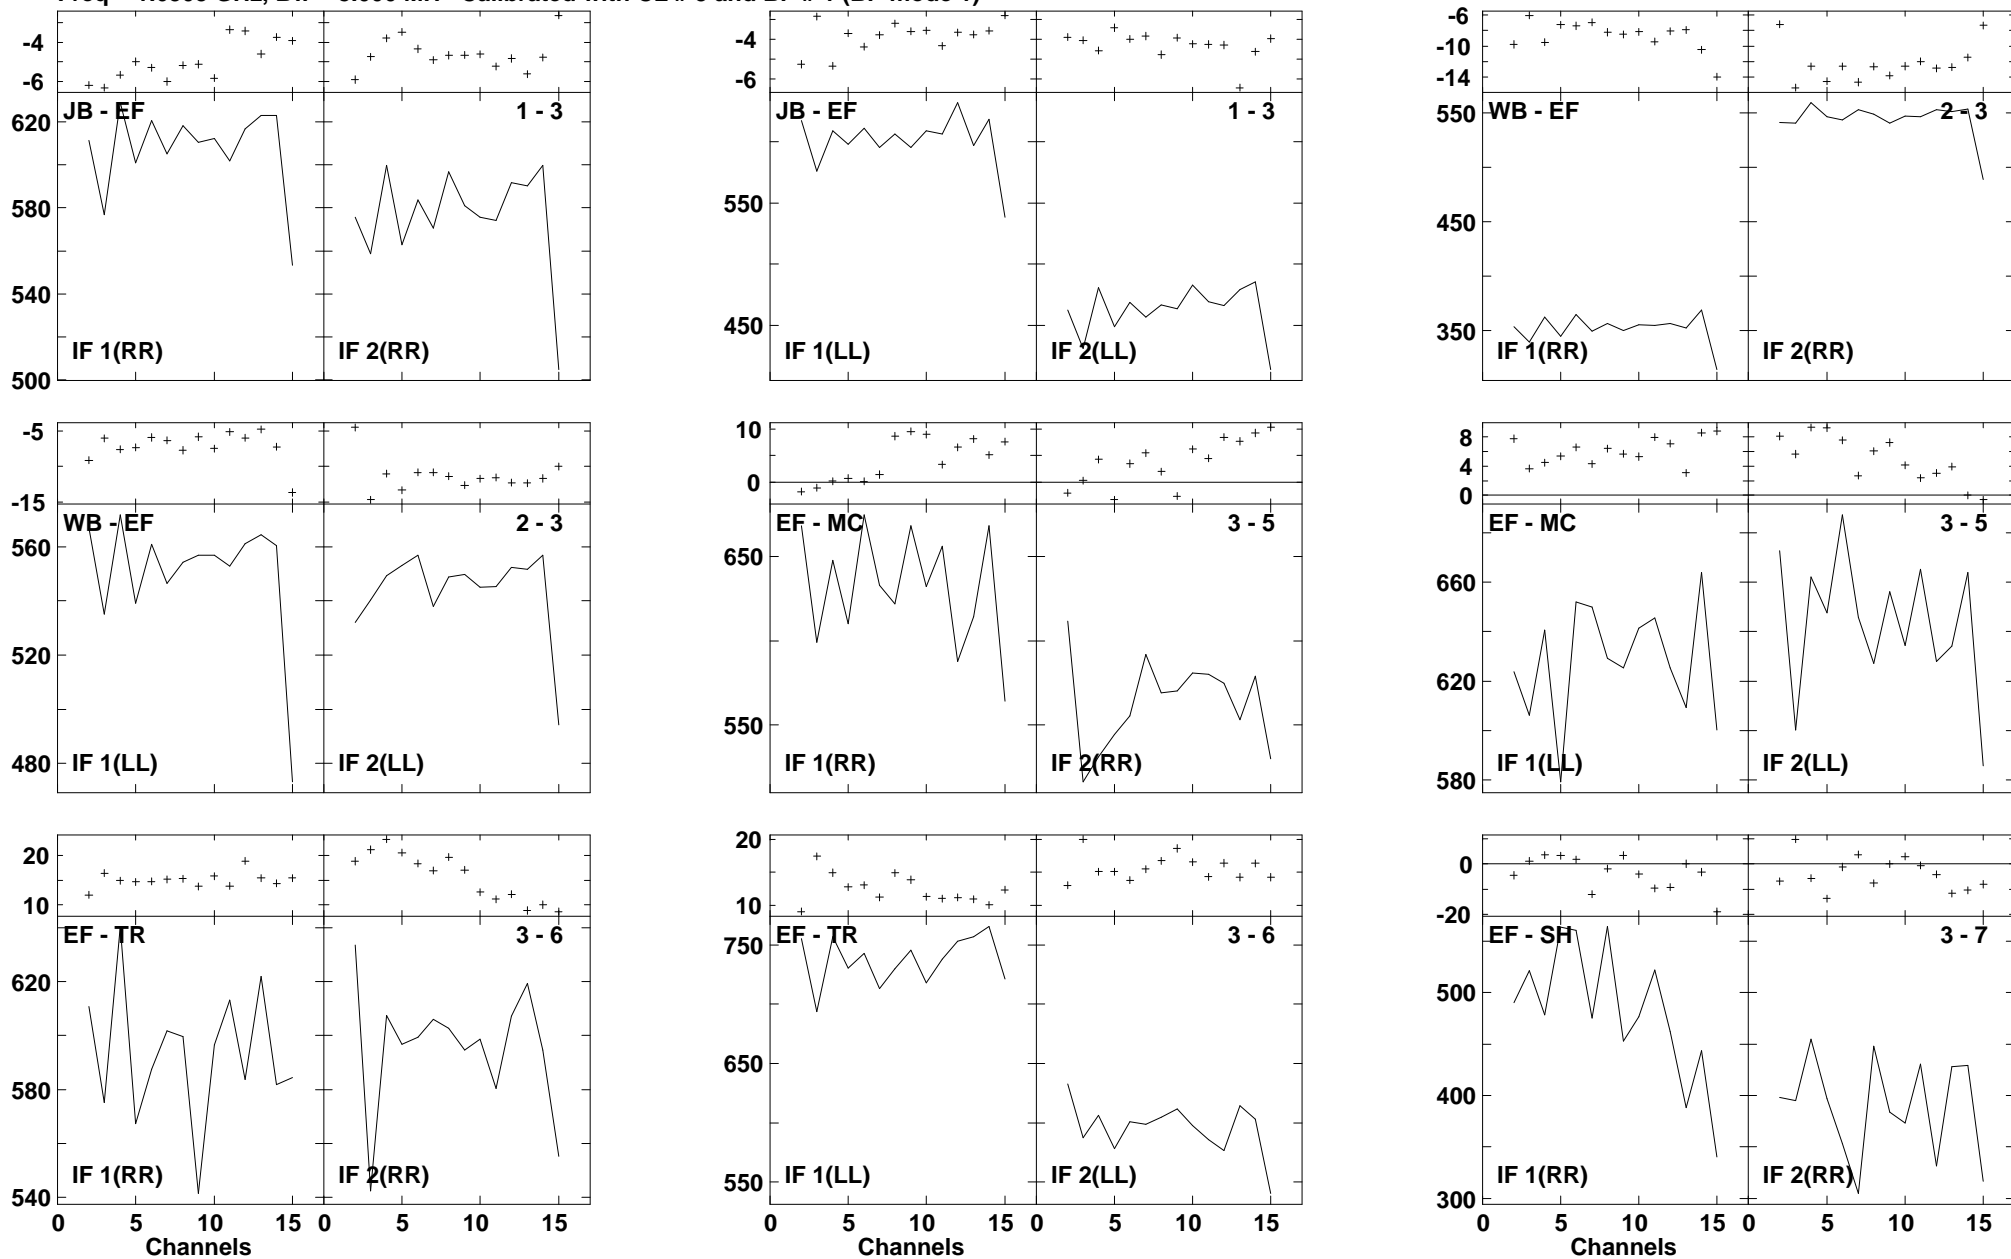 -4 -4 -6
-6 -6 -10
-14
JB - EF 1 - 3 JB - EF 1 - 3 WB - EF 2 - 3
620 550
580 550 450
540 450 350
IF 1(RR) IF 2(RR) IF 1(LL) IF 2(LL) IF 1(RR) IF 2(RR)
500
-5 10 8
4
-15 0 0
WB - EF 2 - 3 EF - MC 3 - 5 EF - MC 3 - 5
560 650 660
520 620
550
480 IF 1(LL) IF 2(LL) IF 1(RR) IF 2(RR) IF 1(LL) IF 2(LL)
580
20 20 0
10 10 -20
EF - TR 3 - 6 EF - TR 3 - 6 EF - SH 3 - 7
750
620 500
650
580 400
IF 1(RR) IF 2(RR) IF 1(LL) IF 2(LL) IF 1(RR) IF 2(RR)
540 550 300
0 5 10 15 0 5 10 15 0 5 10 15 0 5 10 15 0 5 10 15 0 5 10 15
Channels Channels Channels